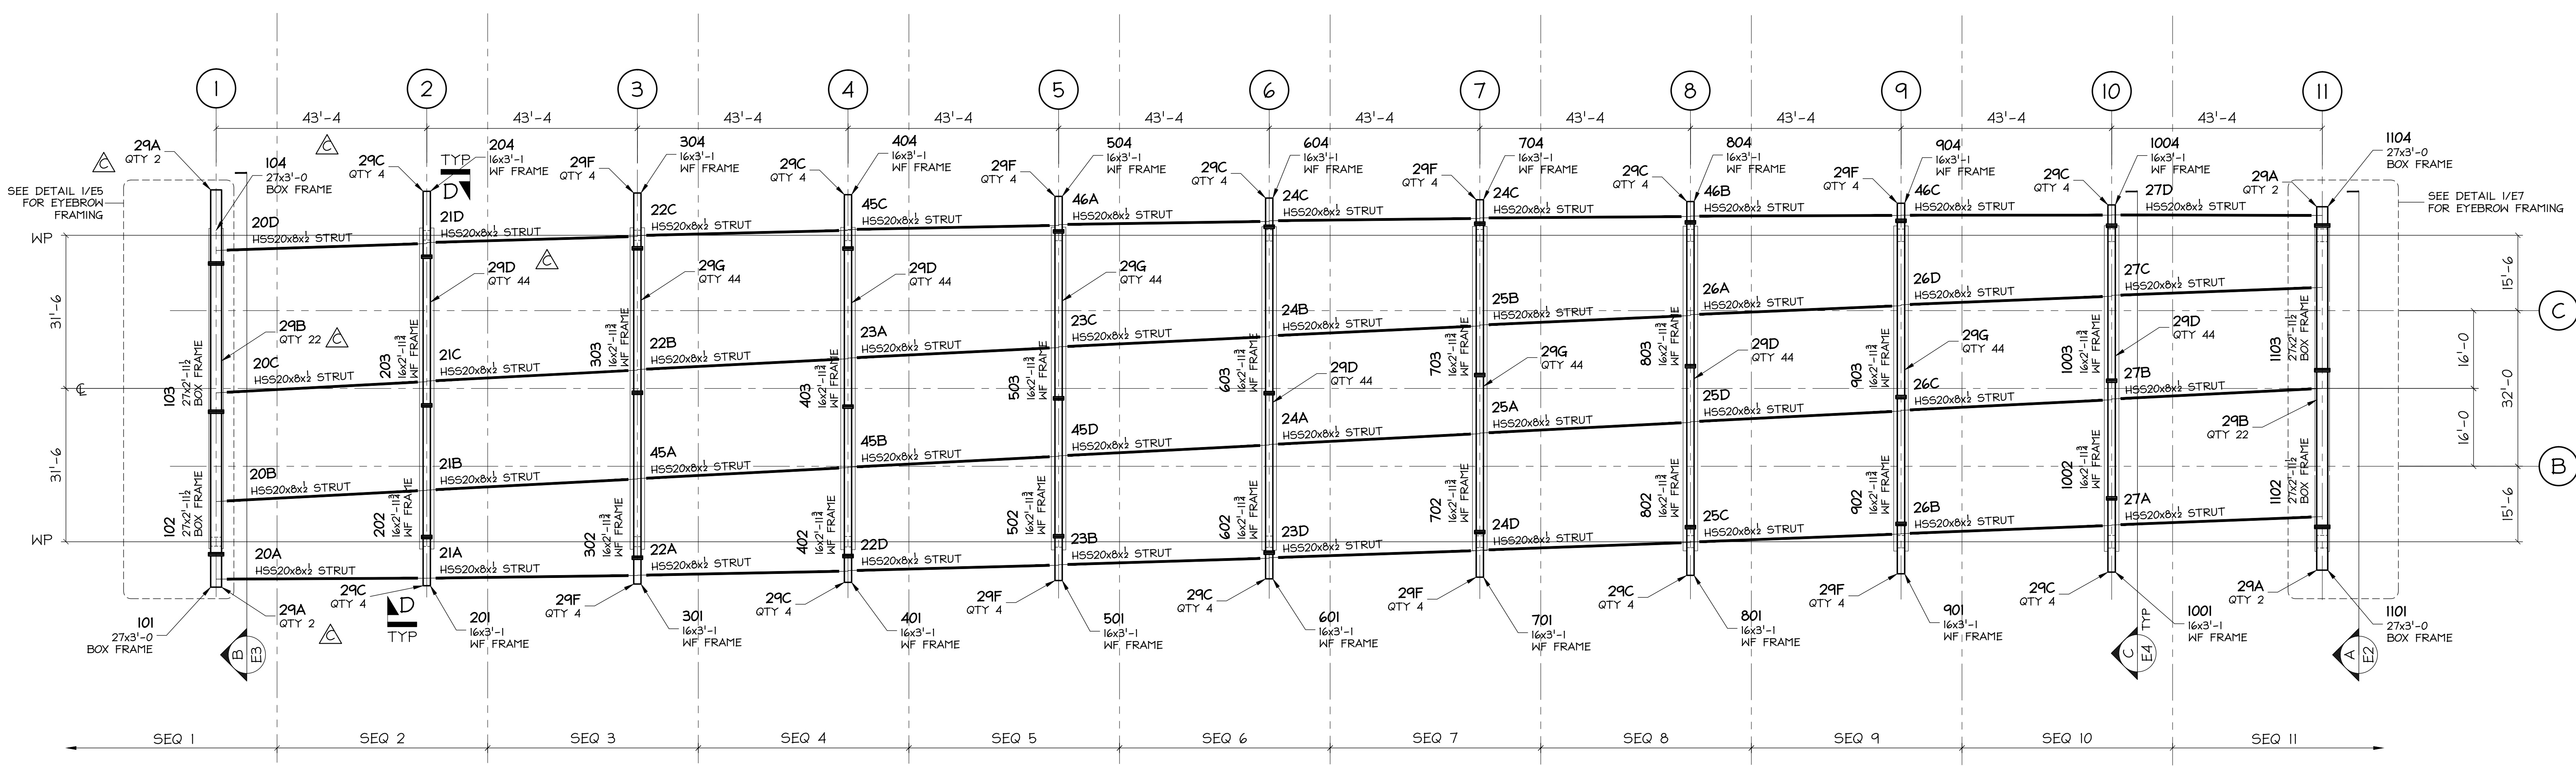 1
2
3
4
5
6
7
8
9
10
11
43'-4
43'-4
43'-4
43'-4
43'-4
43'-4
43'-4
43'-4
43'-4
43'-4
29A
QTY 2
C
C
104
27x3'-0
BOX FRAME
29C
QTY 4
TYP
D
204
16x3'-1
WF FRAME
29F
QTY 4
304
16x3'-1
WF FRAME
29C
QTY 4
404
16x3'-1
WF FRAME
29F
QTY 4
504
16x3'-1
WF FRAME
29C
QTY 4
604
16x3'-1
WF FRAME
29F
QTY 4
704
16x3'-1
WF FRAME
29C
QTY 4
804
16x3'-1
WF FRAME
29F
QTY 4
904
16x3'-1
WF FRAME
29C
QTY 4
1004
16x3'-1
WF FRAME
29A
QTY 2
1104
27x3'-0
BOX FRAME
SEE DETAIL 1/E5
FOR EYEBROW
FRAMING
SEE DETAIL 1/E7
FOR EYEBROW FRAMING
WP
20D
HSS20x8x½ STRUT
21D
HSS20x8x½ STRUT
22C
HSS20x8x½ STRUT
45C
HSS20x8x½ STRUT
46A
HSS20x8x½ STRUT
24C
HSS20x8x½ STRUT
24C
HSS20x8x½ STRUT
46B
HSS20x8x½ STRUT
46C
HSS20x8x½ STRUT
27D
HSS20x8x½ STRUT
C
31'-6
29B
QTY 22
C
29D
QTY 44
29G
QTY 44
29D
QTY 44
29G
QTY 44
29D
QTY 44
29G
QTY 44
29D
QTY 44
29G
QTY 44
29D
QTY 44
29B
QTY 22
15'-6
C
16'-0
32'-0
16'-0
B
15'-6
103
27x2'-11½
BOX FRAME
203
16x2'-11¾
WF FRAME
303
16x2'-11¾
WF FRAME
403
16x2'-11¾
WF FRAME
503
16x2'-11¾
WF FRAME
603
16x2'-11¾
WF FRAME
703
16x2'-11¾
WF FRAME
803
16x2'-11¾
WF FRAME
903
16x2'-11¾
WF FRAME
1003
16x2'-11¾
WF FRAME
1103
27x2'-11½
BOX FRAME
20C
HSS20x8x½ STRUT
21C
HSS20x8x½ STRUT
22B
HSS20x8x½ STRUT
23A
HSS20x8x½ STRUT
23C
HSS20x8x½ STRUT
24B
HSS20x8x½ STRUT
25B
HSS20x8x½ STRUT
26A
HSS20x8x½ STRUT
26D
HSS20x8x½ STRUT
27C
HSS20x8x½ STRUT
℄
31'-6
20B
HSS20x8x½ STRUT
21B
HSS20x8x½ STRUT
45A
HSS20x8x½ STRUT
45B
HSS20x8x½ STRUT
45D
HSS20x8x½ STRUT
24A
HSS20x8x½ STRUT
25A
HSS20x8x½ STRUT
25D
HSS20x8x½ STRUT
26C
HSS20x8x½ STRUT
27B
HSS20x8x½ STRUT
102
27x2'-11½
BOX FRAME
202
16x2'-11¾
WF FRAME
302
16x2'-11¾
WF FRAME
402
16x2'-11¾
WF FRAME
502
16x2'-11¾
WF FRAME
602
16x2'-11¾
WF FRAME
702
16x2'-11¾
WF FRAME
802
16x2'-11¾
WF FRAME
902
16x2'-11¾
WF FRAME
1002
16x2'-11¾
WF FRAME
1102
27x2'-11½
BOX FRAME
WP
20A
HSS20x8x½ STRUT
21A
HSS20x8x½ STRUT
22A
HSS20x8x½ STRUT
22D
HSS20x8x½ STRUT
23B
HSS20x8x½ STRUT
23D
HSS20x8x½ STRUT
24D
HSS20x8x½ STRUT
25C
HSS20x8x½ STRUT
26B
HSS20x8x½ STRUT
27A
HSS20x8x½ STRUT
101
27x3'-0
BOX FRAME
29A
QTY 2
C
B
E3
29C
QTY 4
D
TYP
201
16x3'-1
WF FRAME
29F
QTY 4
301
16x3'-1
WF FRAME
29C
QTY 4
401
16x3'-1
WF FRAME
29F
QTY 4
501
16x3'-1
WF FRAME
29C
QTY 4
601
16x3'-1
WF FRAME
29F
QTY 4
701
16x3'-1
WF FRAME
29C
QTY 4
801
16x3'-1
WF FRAME
29F
QTY 4
901
16x3'-1
WF FRAME
29C
QTY 4
TYP
C
E4
1001
16x3'-1
WF FRAME
29A
QTY 2
1101
27x3'-0
BOX FRAME
A
E2
SEQ 1
SEQ 2
SEQ 3
SEQ 4
SEQ 5
SEQ 6
SEQ 7
SEQ 8
SEQ 9
SEQ 10
SEQ 11